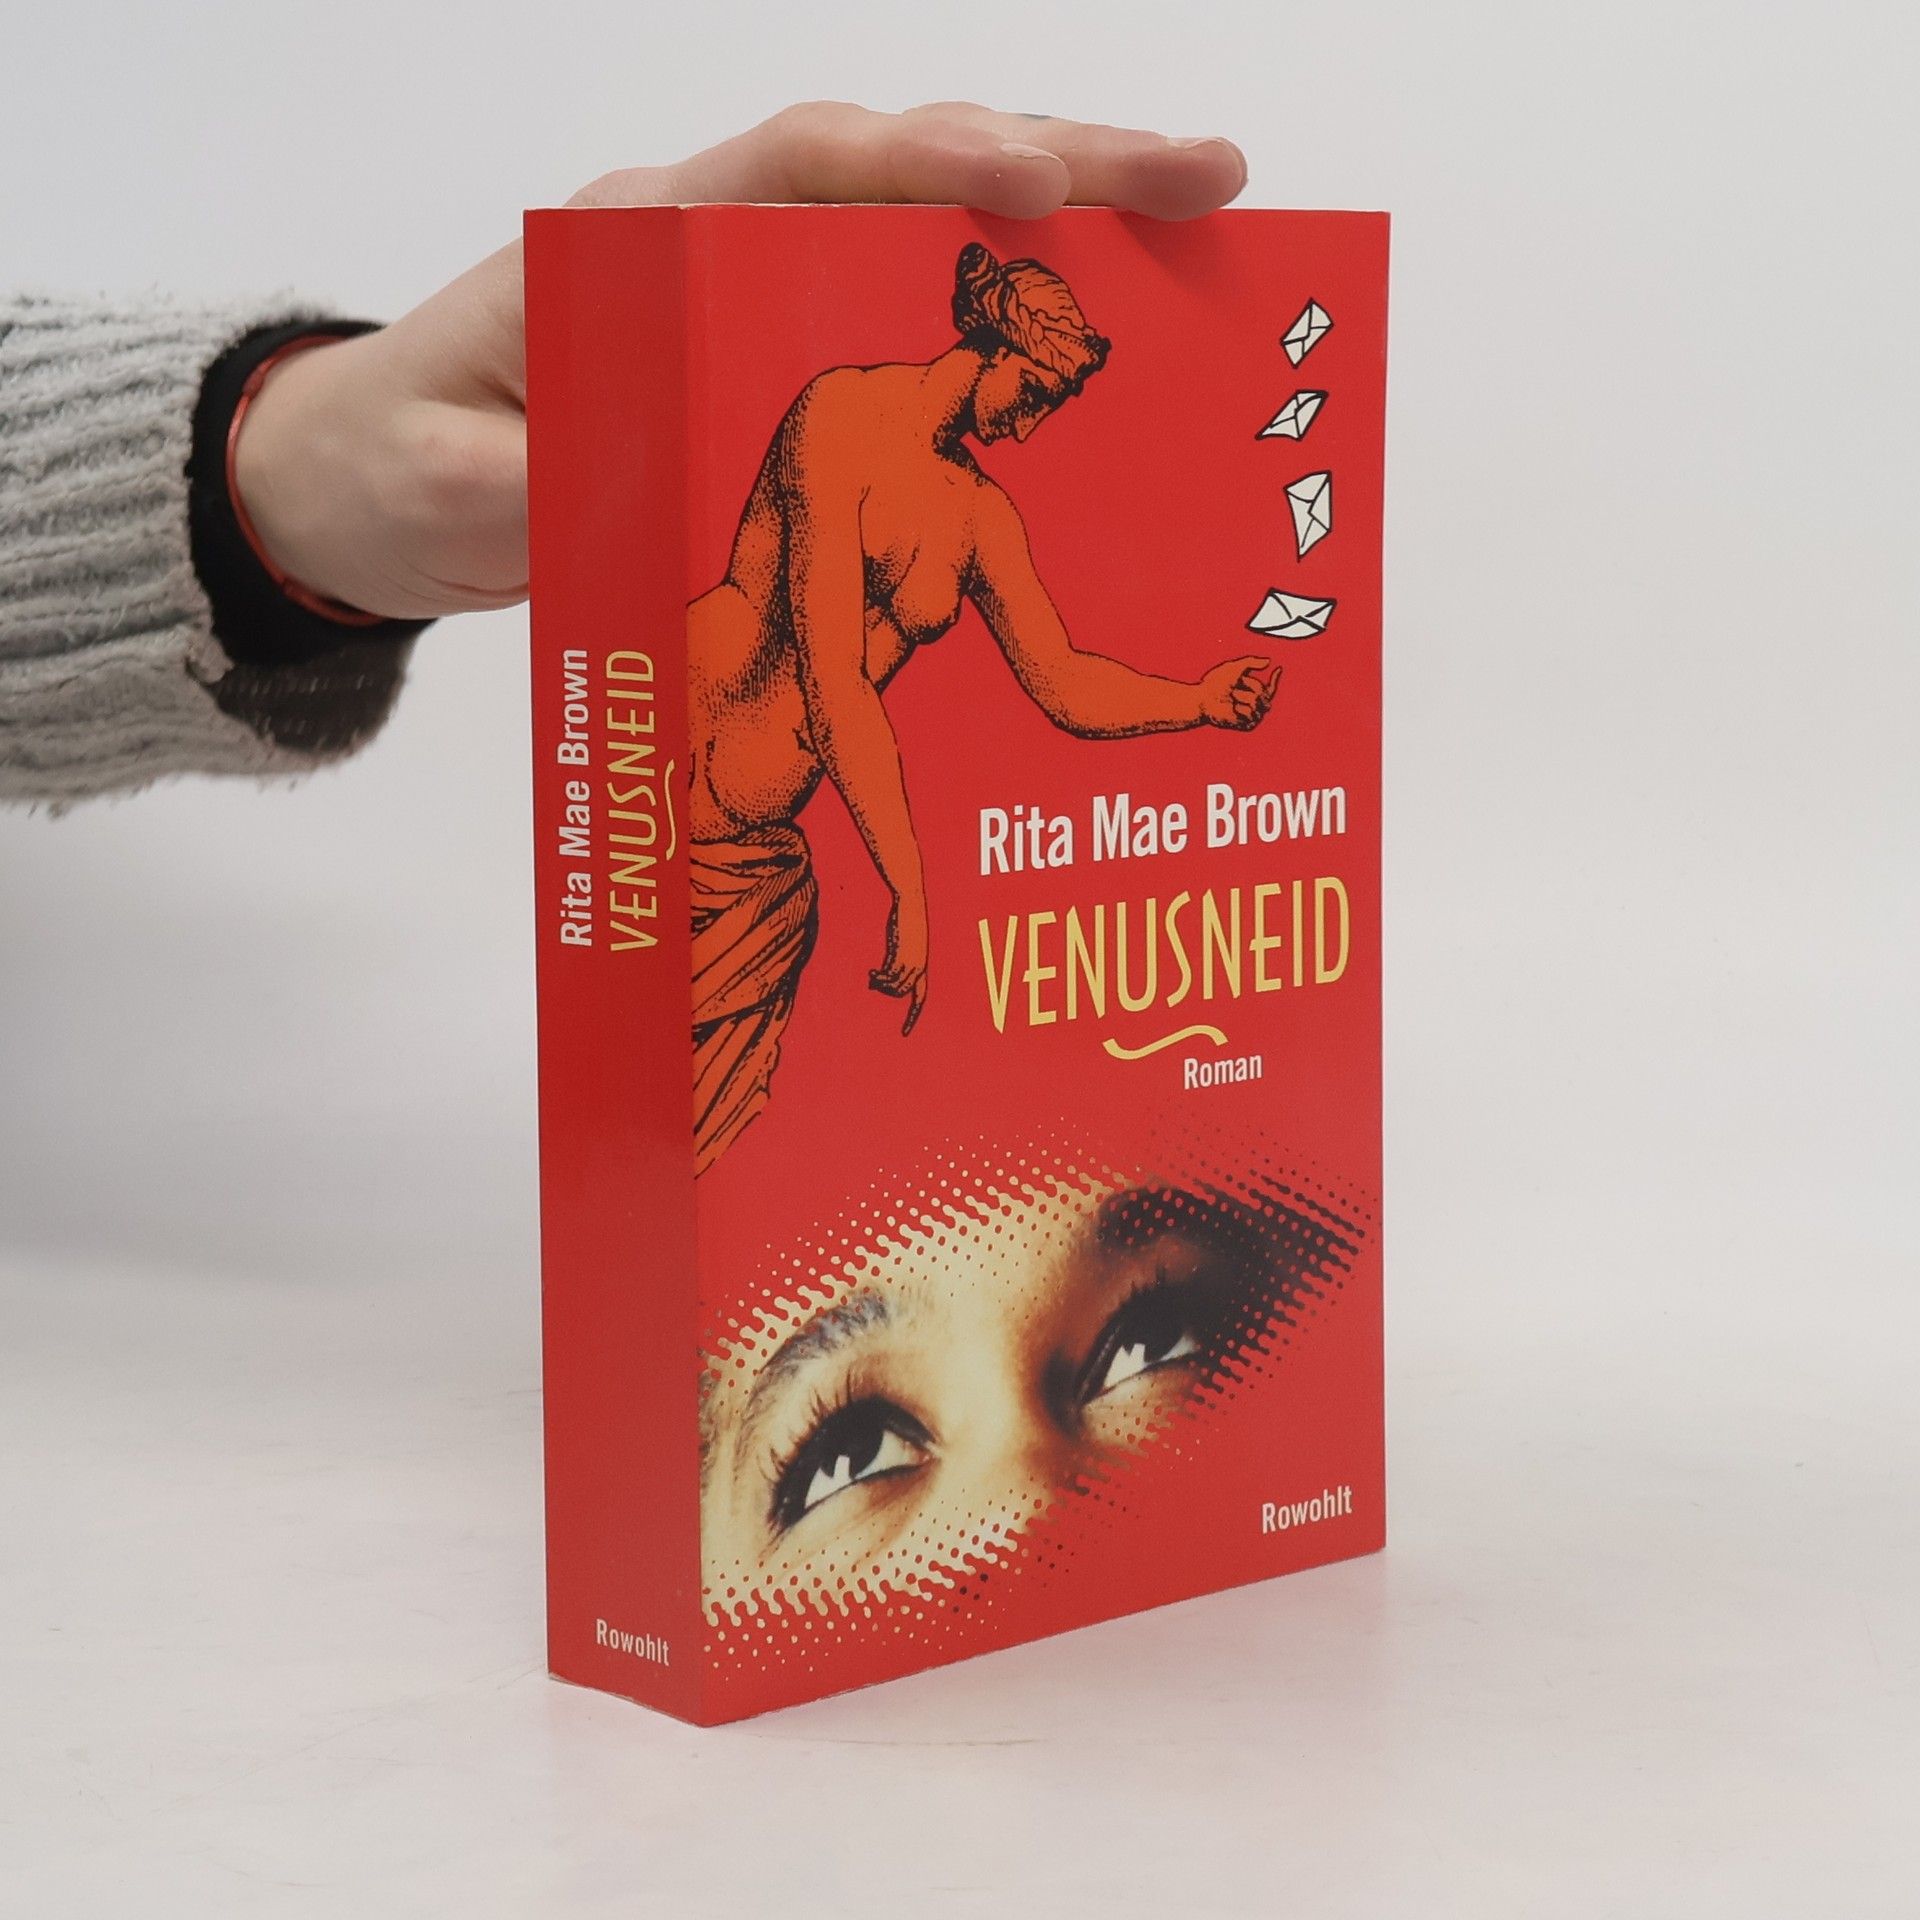 Rita Mae Brown
VENUSNEID
Rowohlt
Rita Mae Brown
VENUSNEID
Roman
Rowohlt